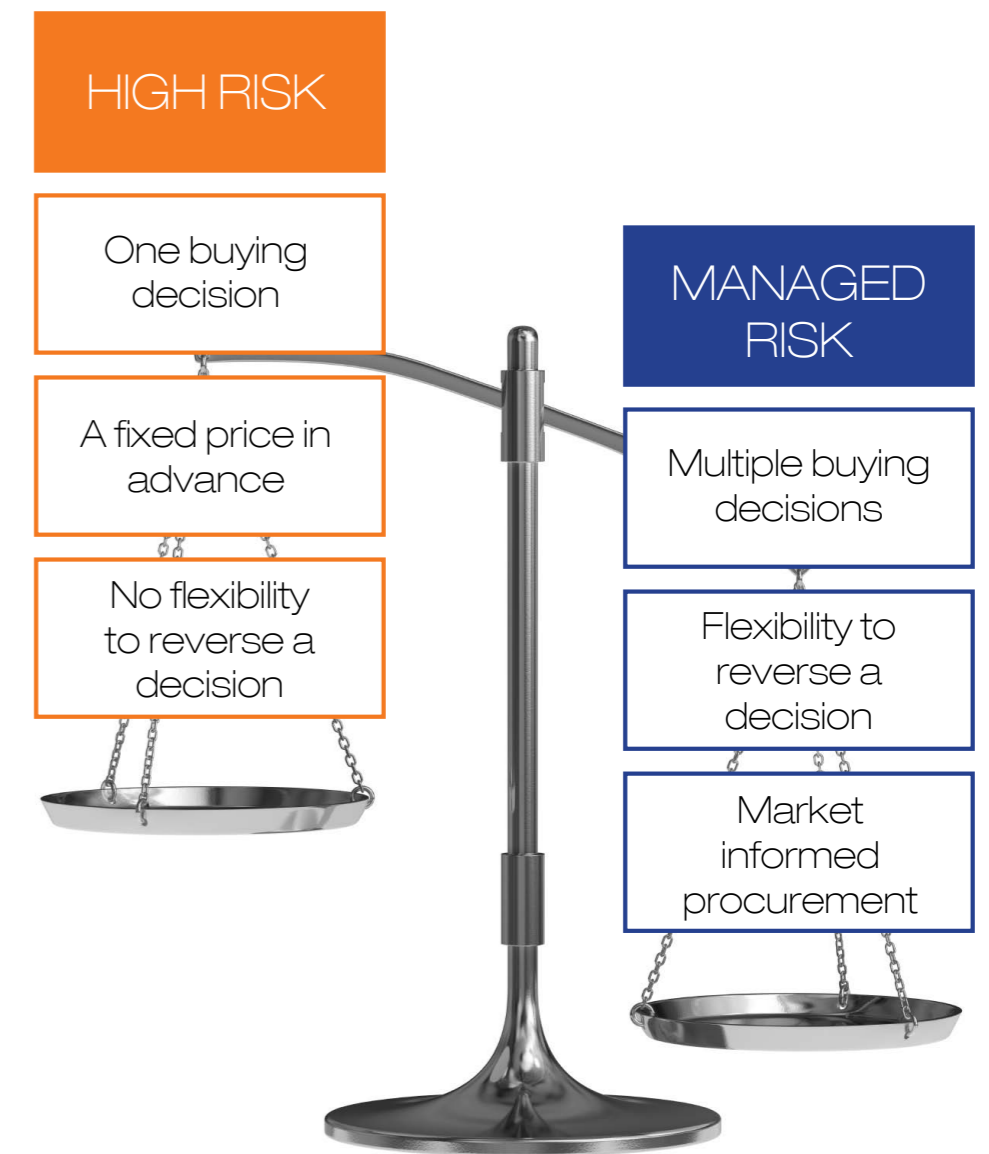 HIGH RISK
One buying
decision
A fixed price in
advance
No flexibility
to reverse a
decision
MANAGED
RISK
Multiple buying
decisions
Flexibility to
reverse a
decision
Market
informed
procurement